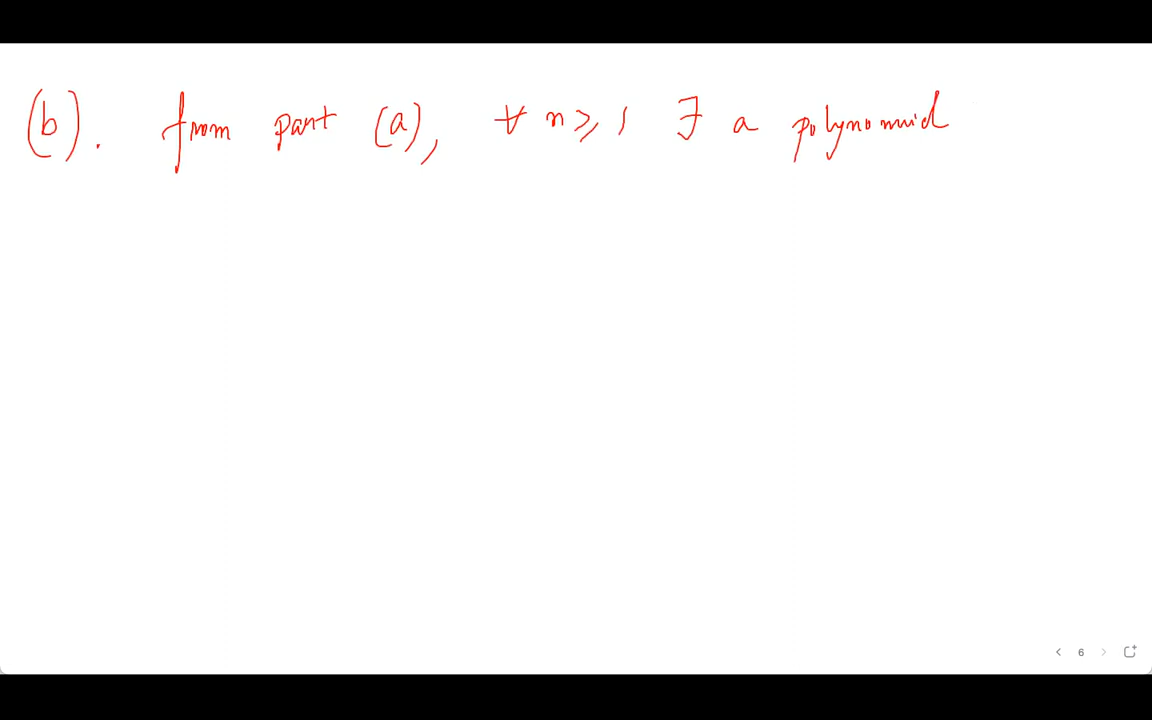 (b). from part (a), ∀ n ≥ 1 ∃ a polynomial
6